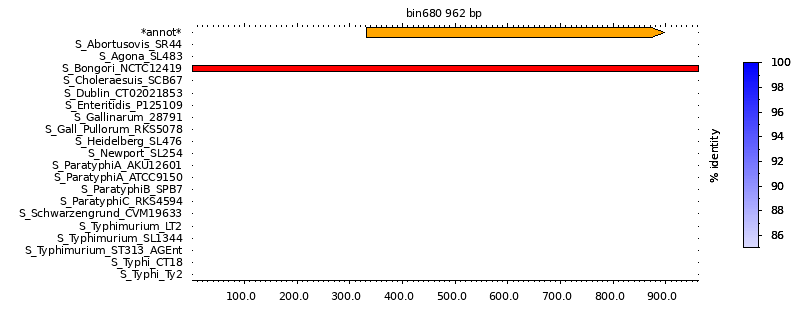 bin680 962 bp
*annot*
S_Abortusovis_SR44
S_Agona_SL483
S_Bongori_NCTC12419
S_Choleraesuis_SCB67
S_Dublin_CT02021853
S_Enteritidis_P125109
S_Gallinarum_28791
S_Gall_Pullorum_RKS5078
S_Heidelberg_SL476
S_Newport_SL254
S_ParatyphiA_AKU12601
S_ParatyphiA_ATCC9150
S_ParatyphiB_SPB7
S_ParatyphiC_RKS4594
S_Schwarzengrund_CVM19633
S_Typhimurium_LT2
S_Typhimurium_SL1344
S_Typhimurium_ST313_AGEnt
S_Typhi_CT18
S_Typhi_Ty2
100.0 200.0 300.0 400.0 500.0 600.0 700.0 800.0 900.0
% identity
100
98
96
94
92
90
88
86